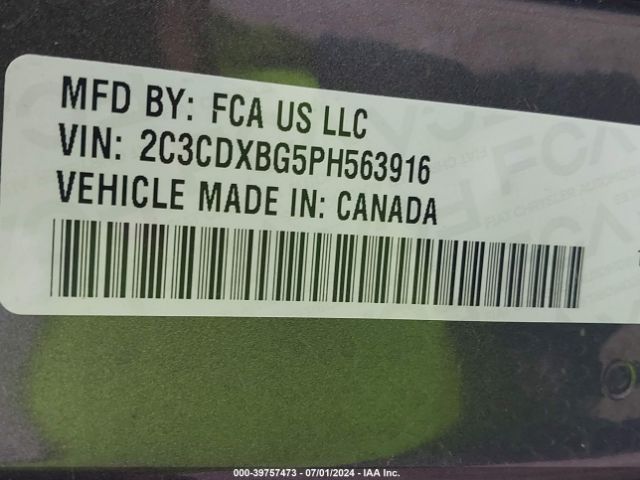 MFD BY: FCA US LLC
VIN: 2C3CDXBG5PH563916
VEHICLE MADE IN: CANADA
000-39757473 - 07/01/2024 - IAA Inc.